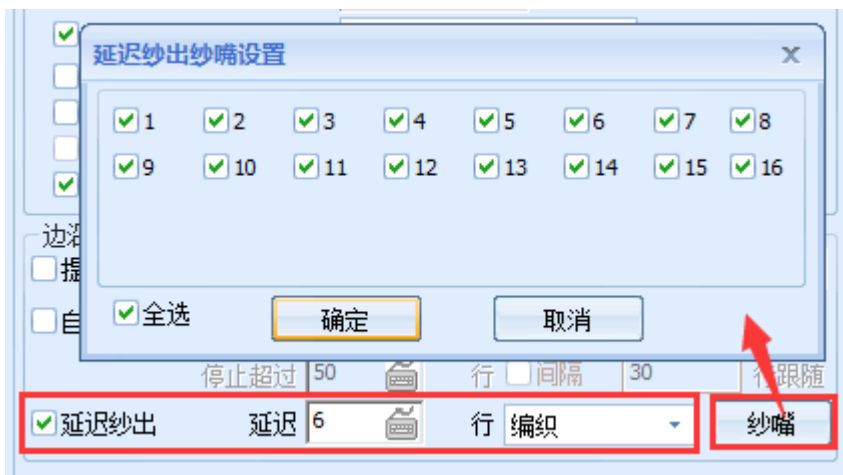 延迟纱出纱嘴设置
1 2 3 4 5 6 7 8
9 10 11 12 13 14 15 16
全选 确定 取消
边沿
提
自
停止超过 50 行 间隔 30 行跟随
延迟纱出 延迟 6 行 编织 纱嘴